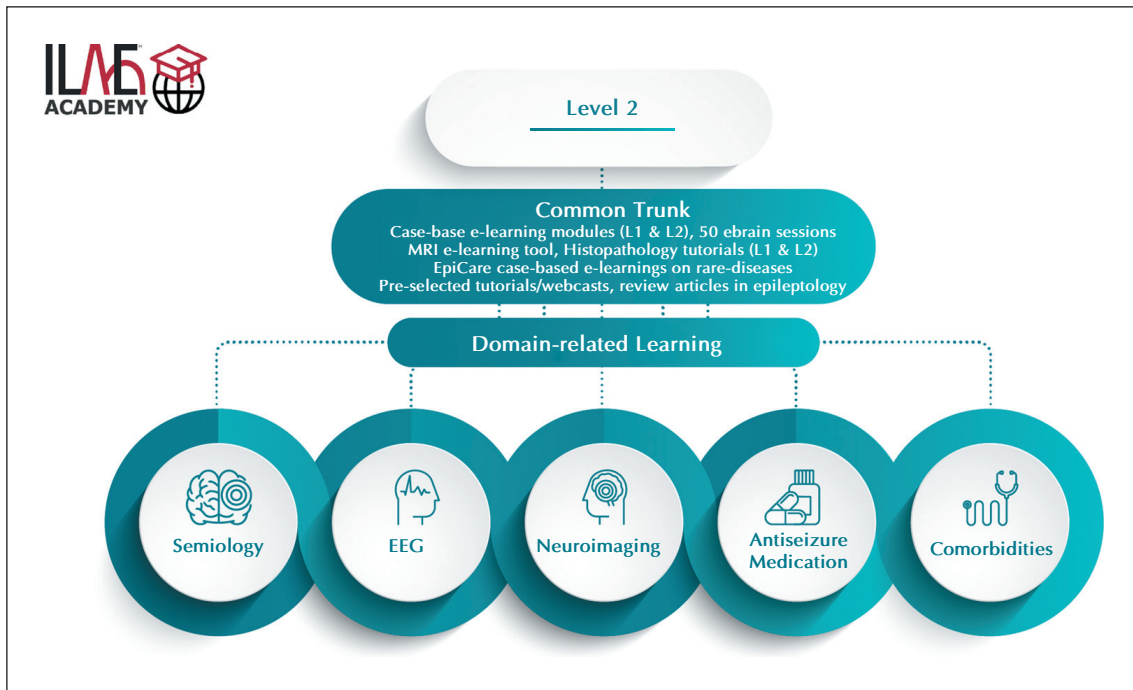 ILAE
ACADEMY
Level 2
Common Trunk
Case-base e-learning modules (L1 & L2), 50 ebrain sessions
MRI e-learning tool, Histopathology tutorials (L1 & L2)
EpiCare case-based e-learnings on rare-diseases
Pre-selected tutorials/webcasts, review articles in epileptology
Domain-related Learning
Semiology
EEG
Neuroimaging
Antiseizure
Medication
Comorbidities